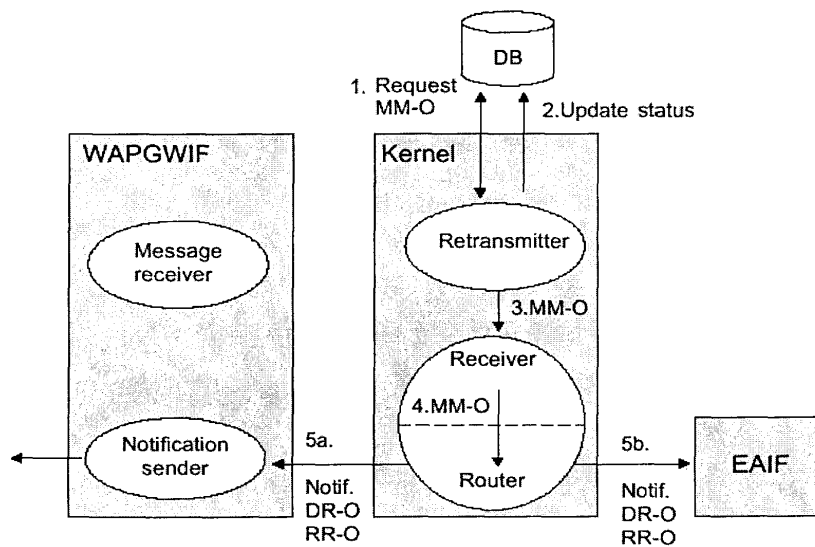 DB
1. Request
MM-O
2.Update status
WAPGWIF
Kernel
Message
receiver
Retransmitter
3.MM-O
Receiver
4.MM-O
Notification
sender
5a.
Notif.
DR-O
RR-O
Router
5b.
Notif.
DR-O
RR-O
EAIF